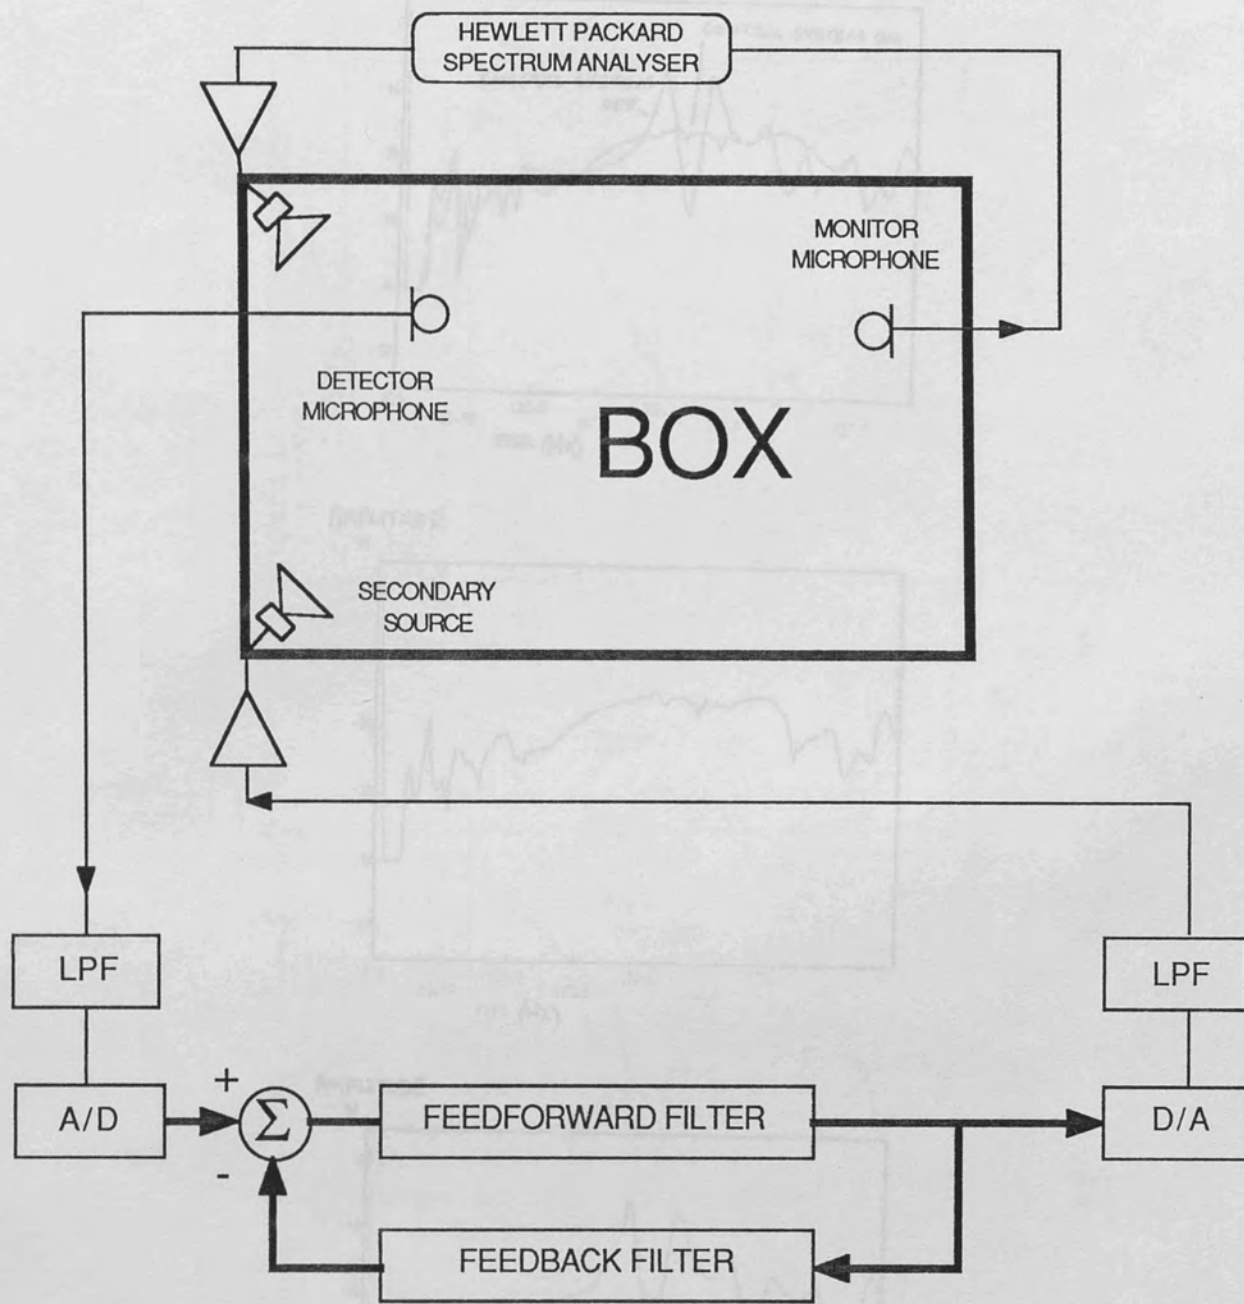 HEWLETT PACKARD
SPECTRUM ANALYSER
MONITOR
MICROPHONE
DETECTOR
MICROPHONE
BOX
SECONDARY
SOURCE
LPF
LPF
+
A/D
Σ
FEEDFORWARD FILTER
D/A
-
FEEDBACK FILTER